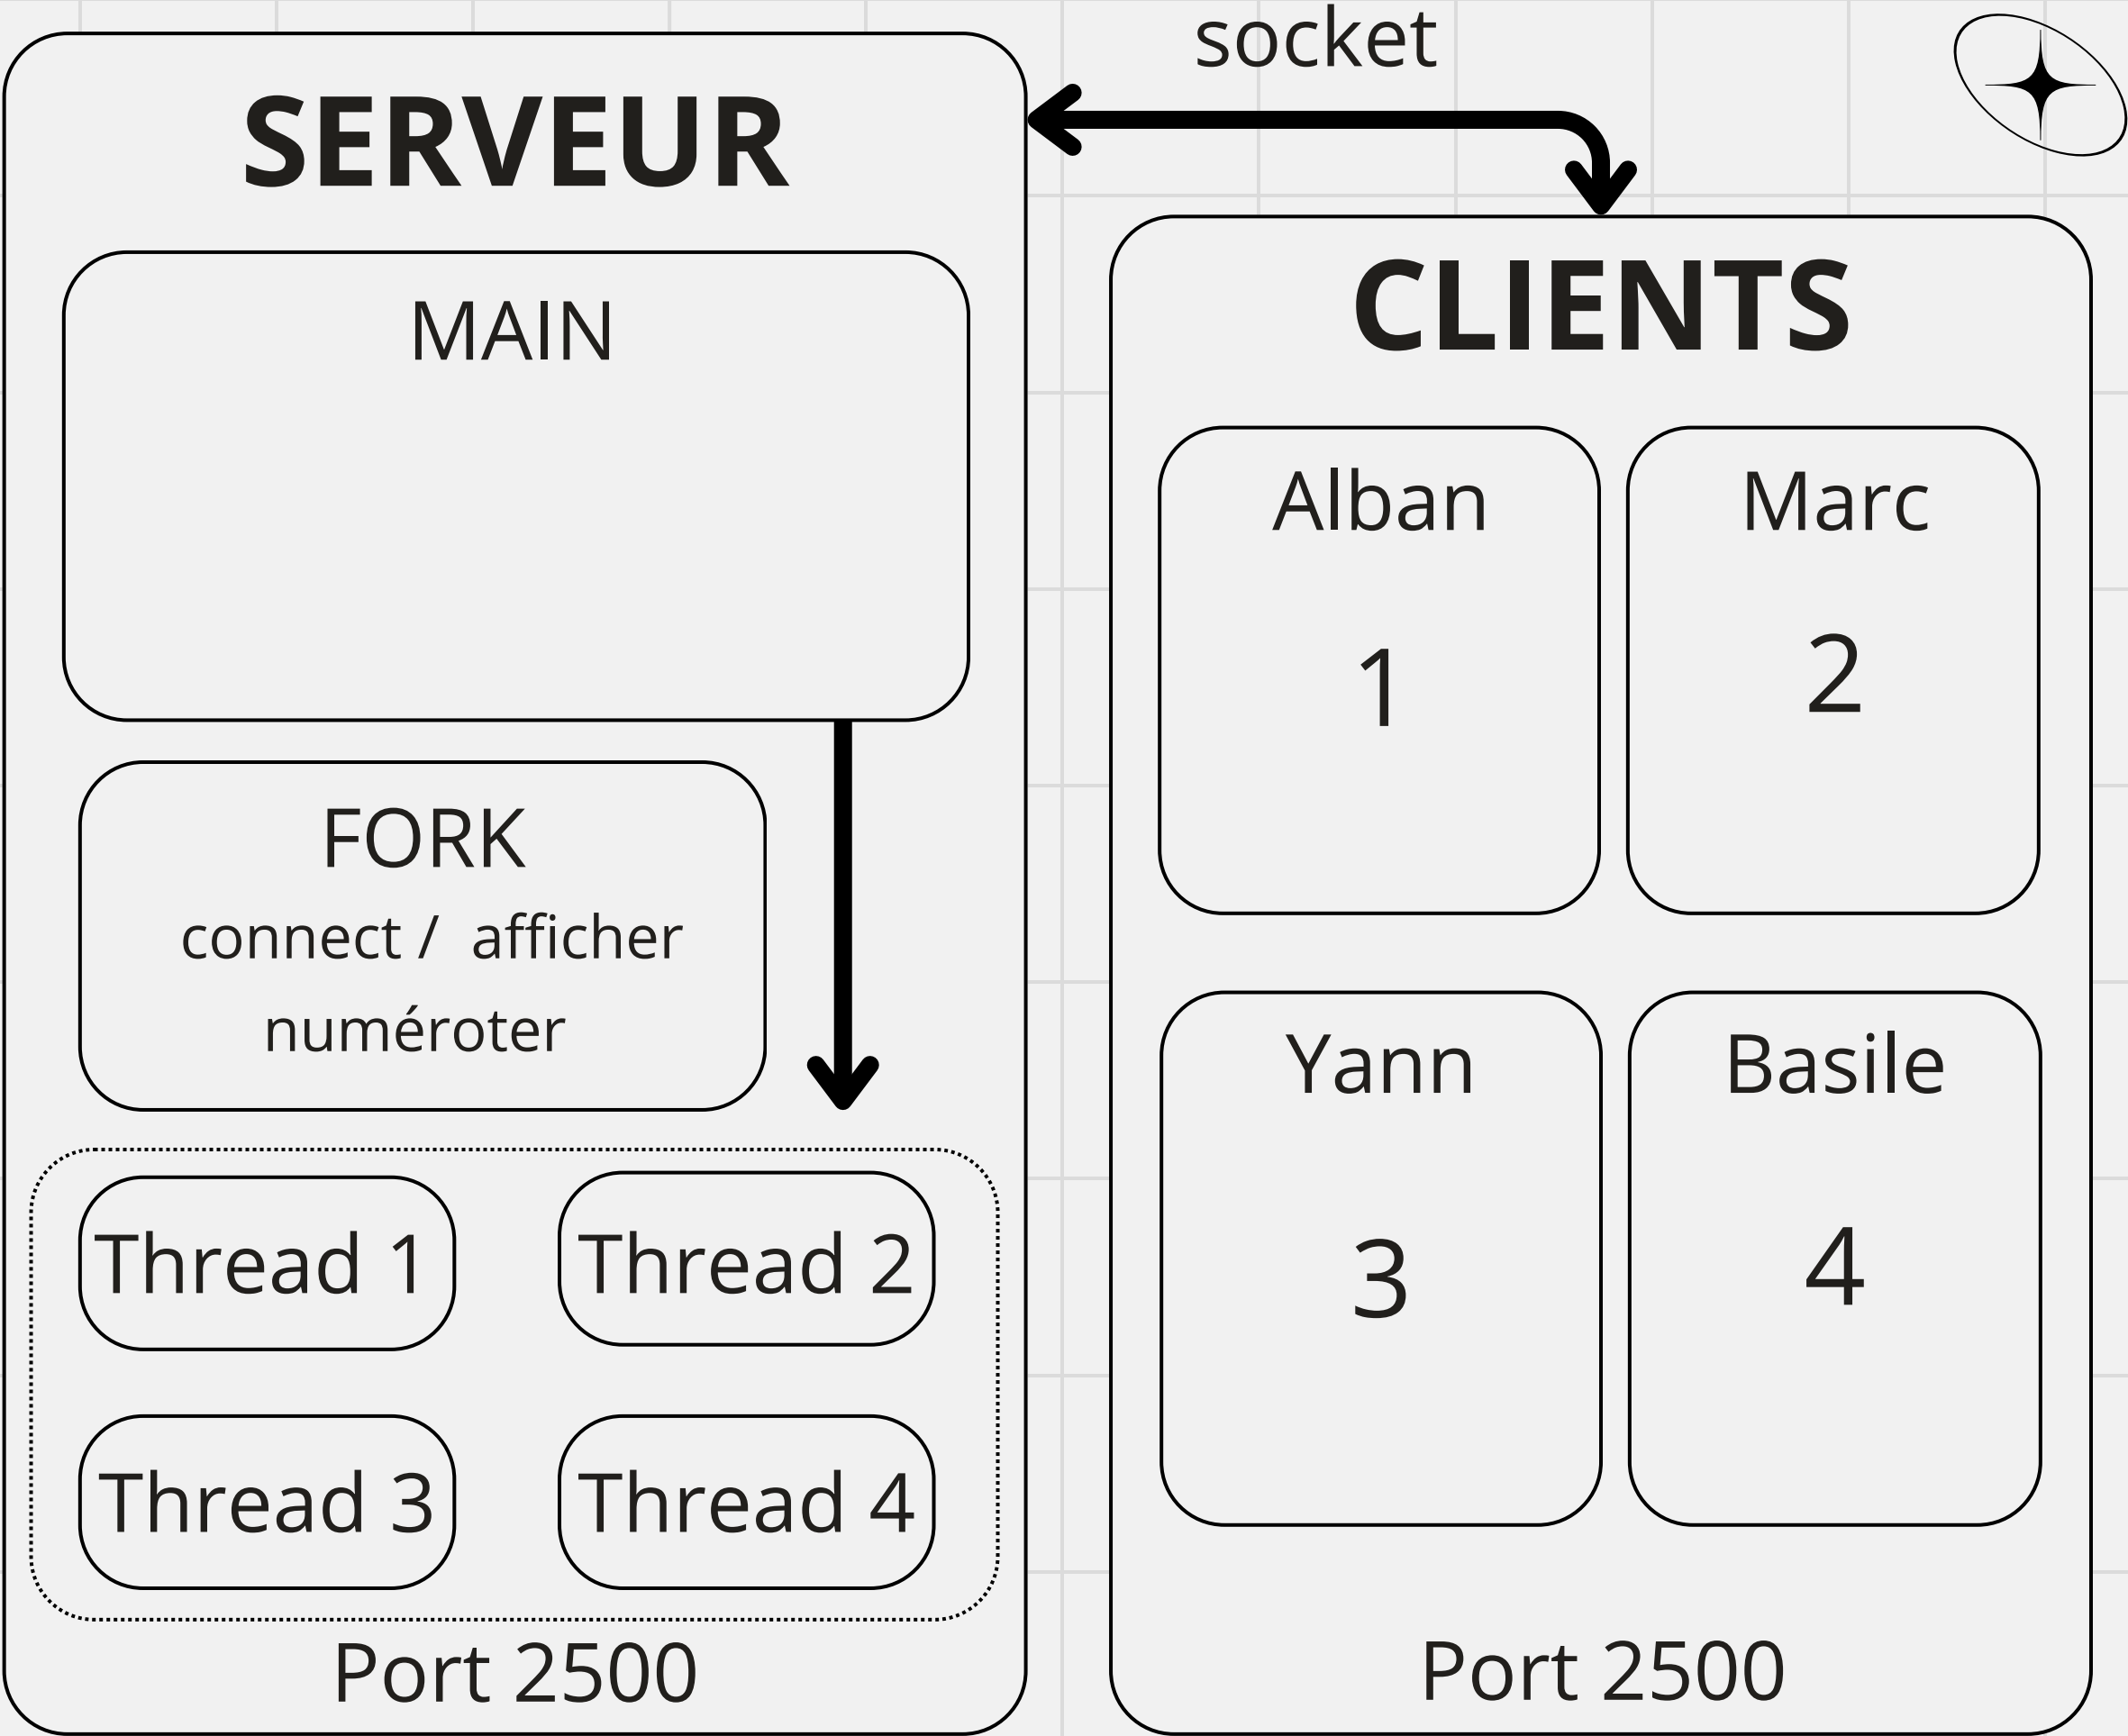 socket
SERVEUR
MAIN
FORK
connect / afficher
numéroter
Thread 1
Thread 2
Thread 3
Thread 4
Port 2500
CLIENTS
Alban
1
Marc
2
Yann
3
Basile
4
Port 2500